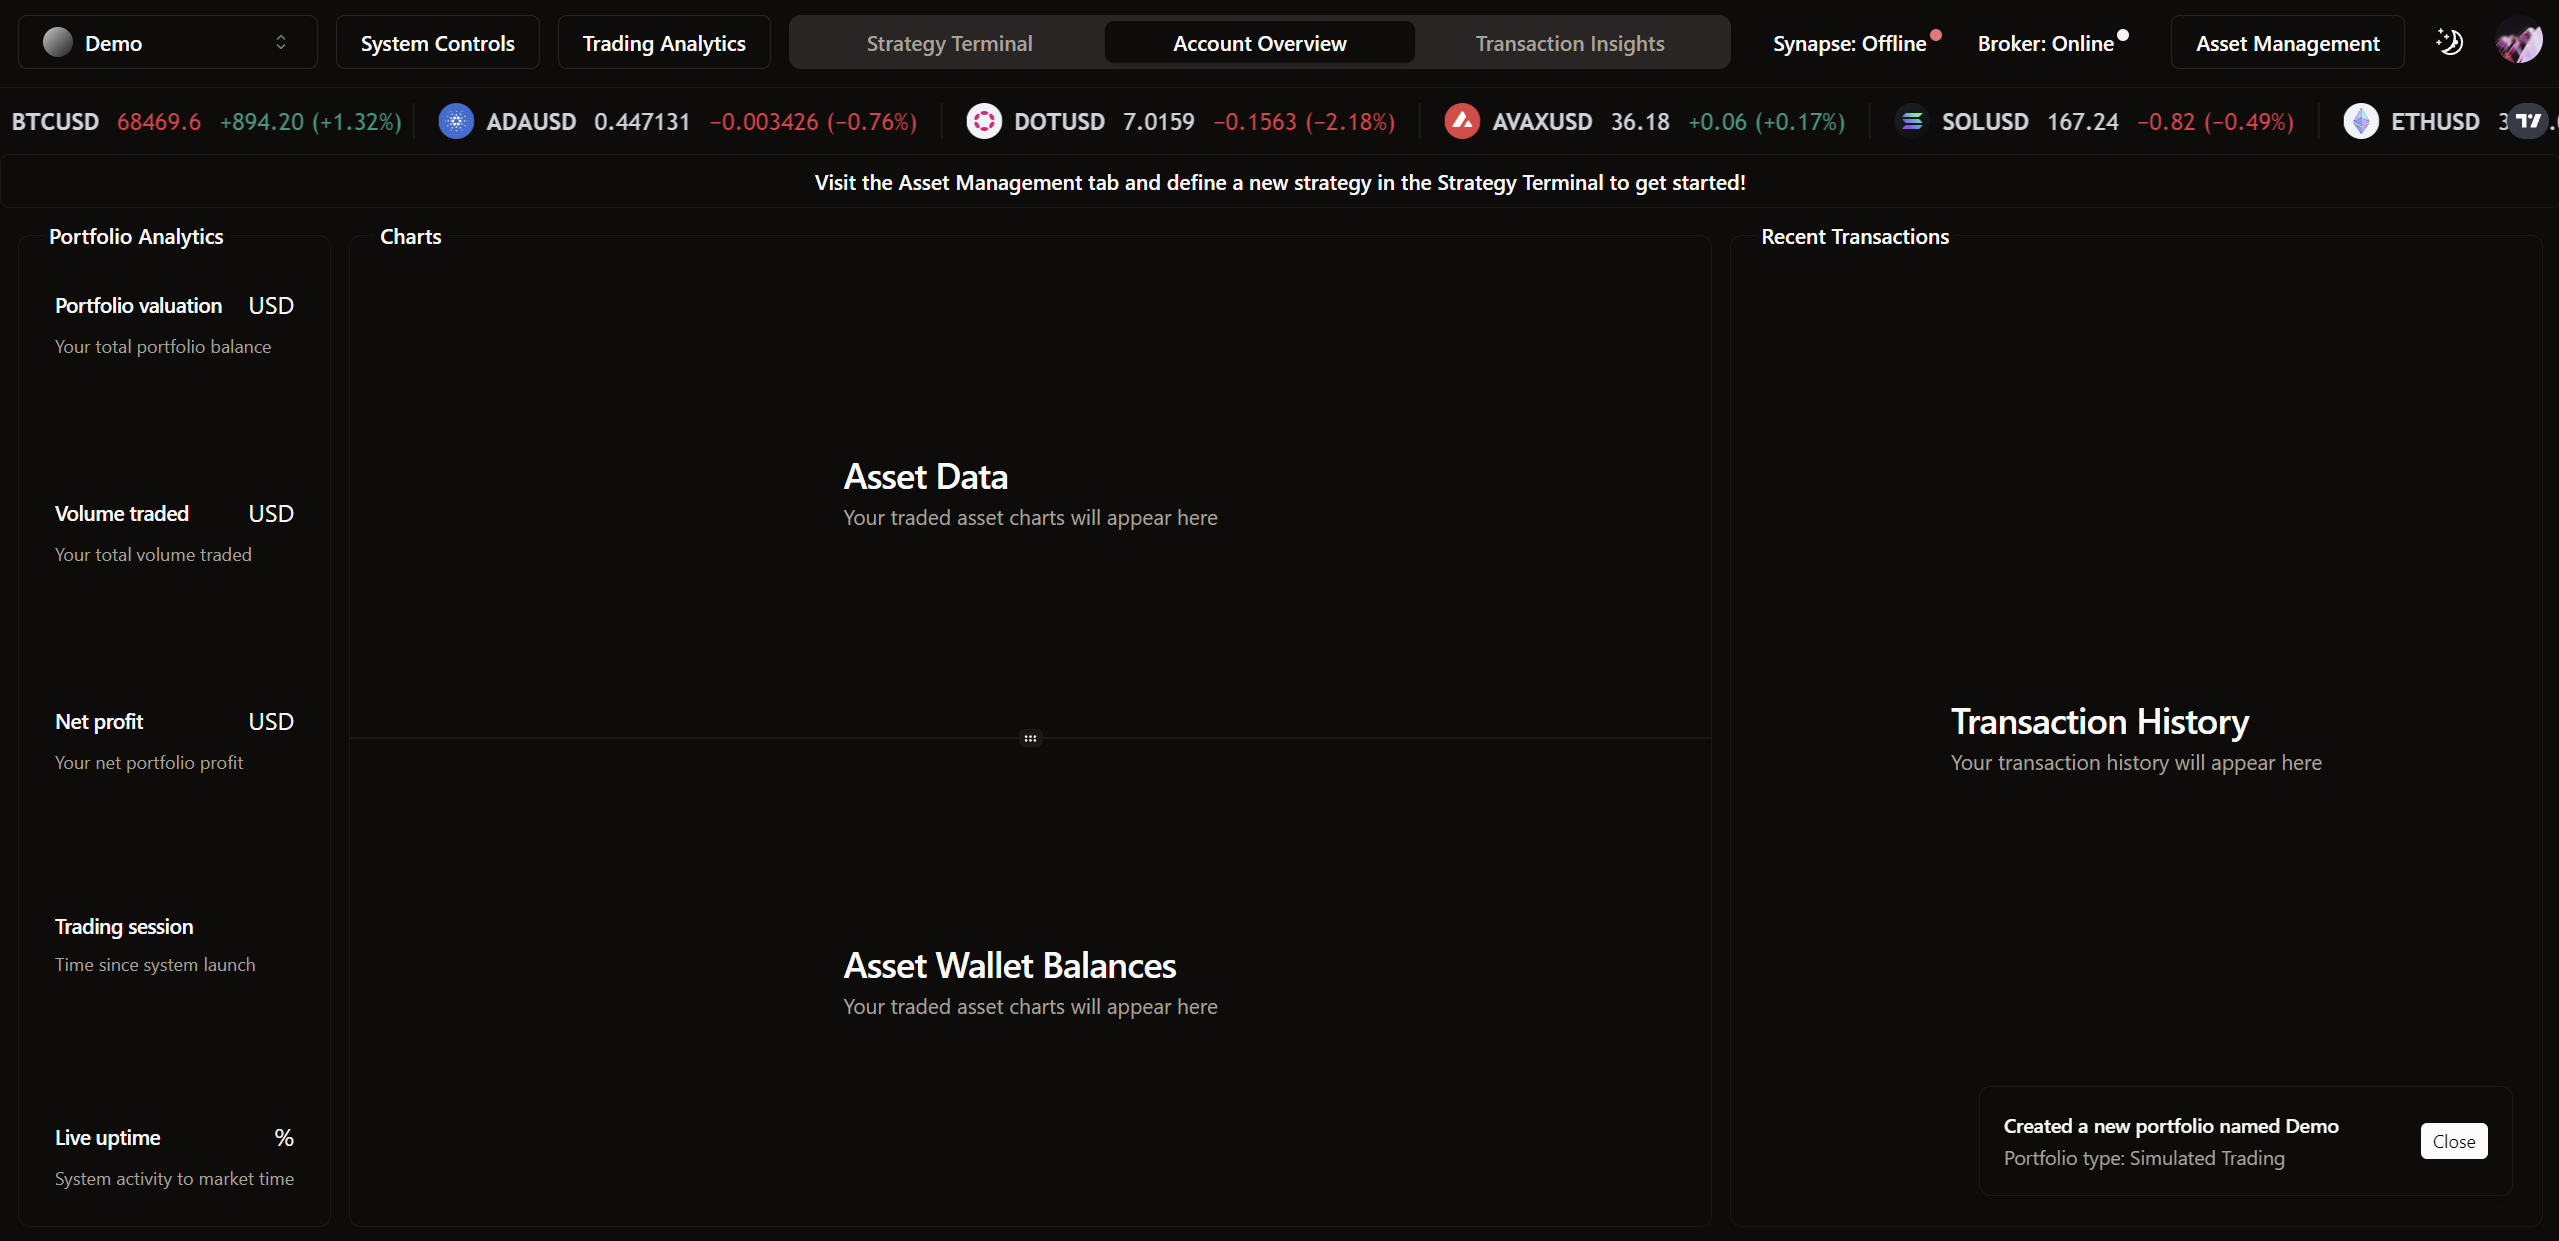 Demo
System Controls
Trading Analytics
Strategy Terminal
Account Overview
Transaction Insights
Synapse: Offline
Broker: Online
Asset Management
BTCUSD 68469.6 +894.20 (+1.32%)
ADAUSD 0.447131 −0.003426 (−0.76%)
DOTUSD 7.0159 −0.1563 (−2.18%)
AVAXUSD 36.18 +0.06 (+0.17%)
SOLUSD 167.24 −0.82 (−0.49%)
ETHUSD
Visit the Asset Management tab and define a new strategy in the Strategy Terminal to get started!
Portfolio Analytics
Portfolio valuation USD
Your total portfolio balance
Volume traded USD
Your total volume traded
Net profit USD
Your net portfolio profit
Trading session
Time since system launch
Live uptime %
System activity to market time
Charts
Asset Data
Your traded asset charts will appear here
Asset Wallet Balances
Your traded asset charts will appear here
Recent Transactions
Transaction History
Your transaction history will appear here
Created a new portfolio named Demo
Portfolio type: Simulated Trading
Close